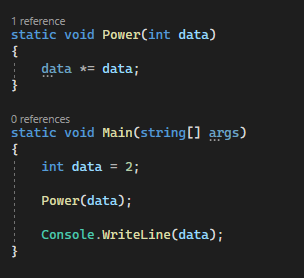 1 reference
static void Power(int data)
{
data *= data;
}
0 references
static void Main(string[] args)
{
int data = 2;
Power(data);
Console.WriteLine(data);
}